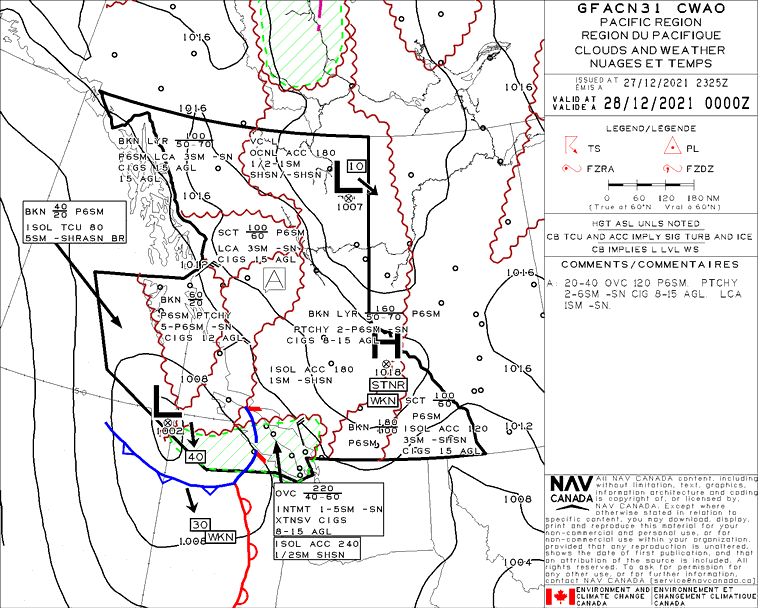 GFACN31 CWAO
PACIFIC REGION
REGION DU PACIFIQUE
CLOUDS AND WEATHER
NUAGES ET TEMPS
ISSUED AT
ÉMIS A
27/12/2021 2325Z
VALID AT
VALIDE A
28/12/2021 0000Z
LEGEND/LEGENDE
TS
PL
FZRA
FZDZ
0 60 120 180 NM
(True at 60°N Vrai à 60°N)
HGT ASL UNLS NOTED
CB TCU AND ACC IMPLY SIG TURB AND ICE
CB IMPLIES L LVL WS
COMMENTS/COMMENTAIRES
A: 20-40 OVC 120 P6SM. PTCHY
2-6SM -SN CIG 8-15 AGL. LCA
1SM -SN.
NAV
CANADA
All NAV CANADA content, including
without limitation, text, graphics,
information architecture and coding
is copyright of, or licensed by,
NAV CANADA. Except where
otherwise stated in relation to
specific content, you may download, display,
print and reproduce this material for your
non-commercial and personal use, or for
non-commercial use within your organization,
provided that any reproduction is unaltered,
shows the date of first publication, and that
an attribution of the source is included. All
rights reserved. To ask for permission for
any other use, or for further information,
contact NAV CANADA (service@navcanada.ca)
ENVIRONMENT AND
CLIMATE CHANGE
CANADA
ENVIRONNEMENT ET
CHANGEMENT CLIMATIQUE
CANADA
1016
1016
1016
BKN LYR 100
50-70
P6SM LCA 3SM -SN
CIGS 15 AGL
15 AGL
1016
VC L
OCNL ACC 180
1/2-1SM
SHSN/-SHSN
L
10
1007
BKN 40
20
P6SM
ISOL TCU 80
5SM -SHRASN BR
SCT 100
60
P6SM
LCA 3SM -SN
CIGS 15 AGL
1012
A
1016
BKN 60
20
P6SM PTCHY
5-P6SM -SN
CIGS 12 AGL
BKN LYR 160
50-70
P6SM
PTCHY 2-P6SM -SN
CIGS 8-15 AGL
H
1018
STNR
WKN
ISOL ACC 180
1SM -SHSN
1008
50
L
1002
40
30
WKN
1008
SCT 100
60
P6SM
ISOL ACC 120
3SM -SHSN
CIGS 15 AGL
BKN 180
600
P6SM
OVC 220
40-60
INTMT 1-5SM -SN
XTNSV CIGS
8-15 AGL
ISOL ACC 240
1/2SM SHSN
1016
1012
1008
1004